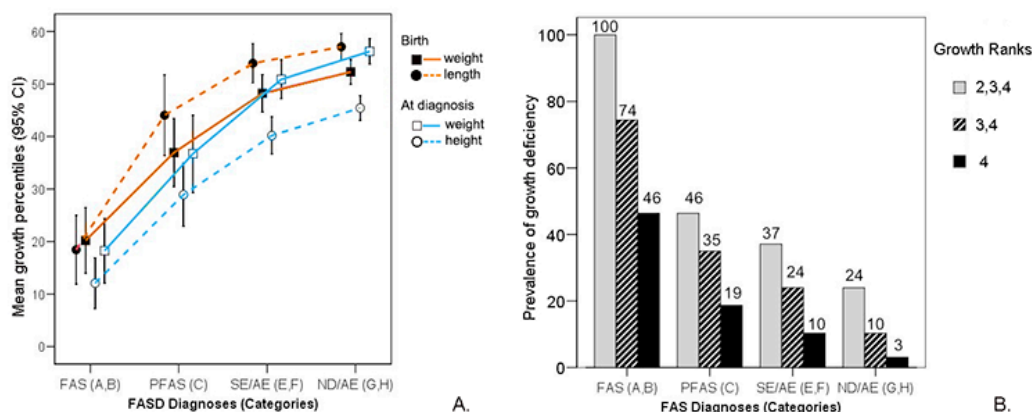 Mean growth percentiles (95% CI)
60
50
40
30
20
10
0
FAS (A,B)
PFAS (C)
SE/AE (E,F)
ND/AE (G,H)
FASD Diagnoses (Categories)
A.
Birth
weight
length
At diagnosis
weight
height
Prevalence of growth deficiency
100
80
60
40
20
0
100
74
46
46
35
19
37
24
10
24
10
3
FAS (A,B)
PFAS (C)
SE/AE (E,F)
ND/AE (G,H)
FAS Diagnoses (Categories)
B.
Growth Ranks
2,3,4
3,4
4